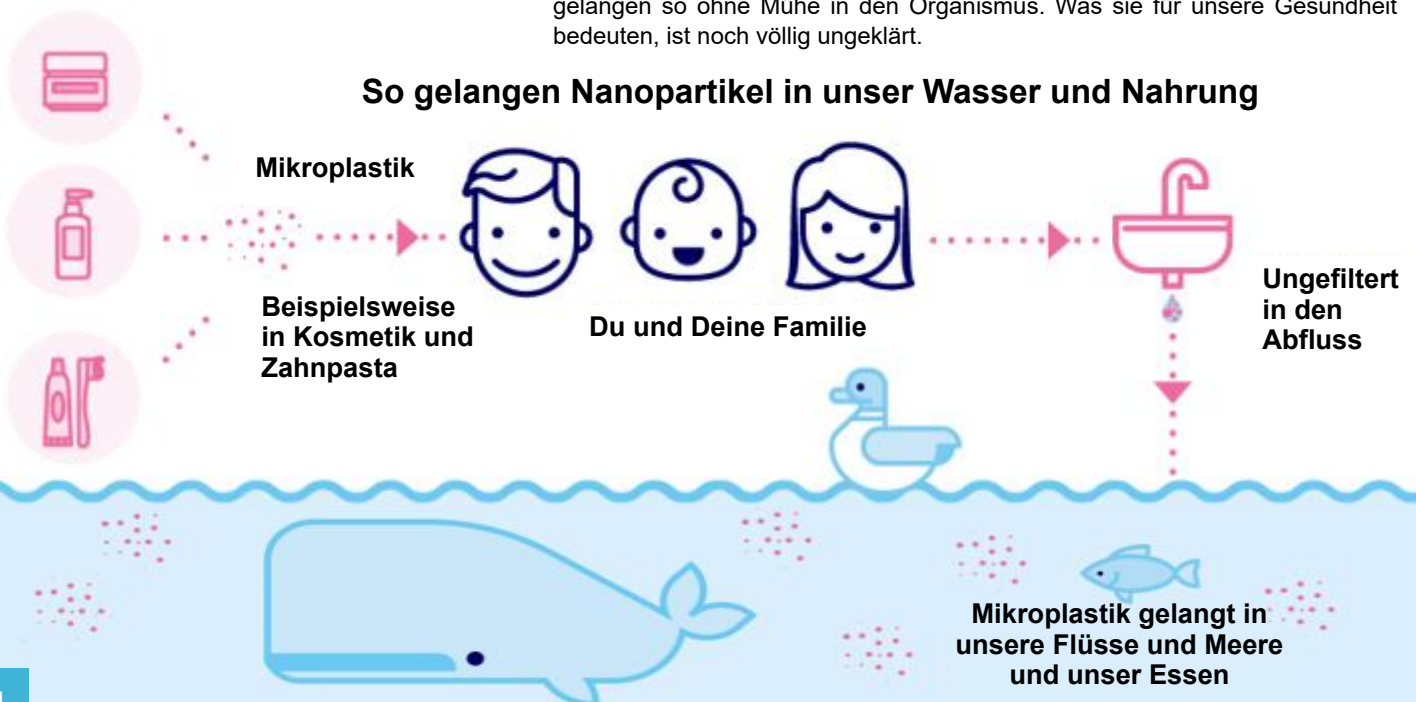 gelangen so ohne Mühe in den Organismus. Was sie für unsere Gesundheit
bedeuten, ist noch völlig ungeklärt.
So gelangen Nanopartikel in unser Wasser und Nahrung
Mikroplastik
Beispielsweise
in Kosmetik und
Zahnpasta
Du und Deine Familie
Ungefiltert
in den
Abfluss
Mikroplastik gelangt in
unsere Flüsse und Meere
und unser Essen